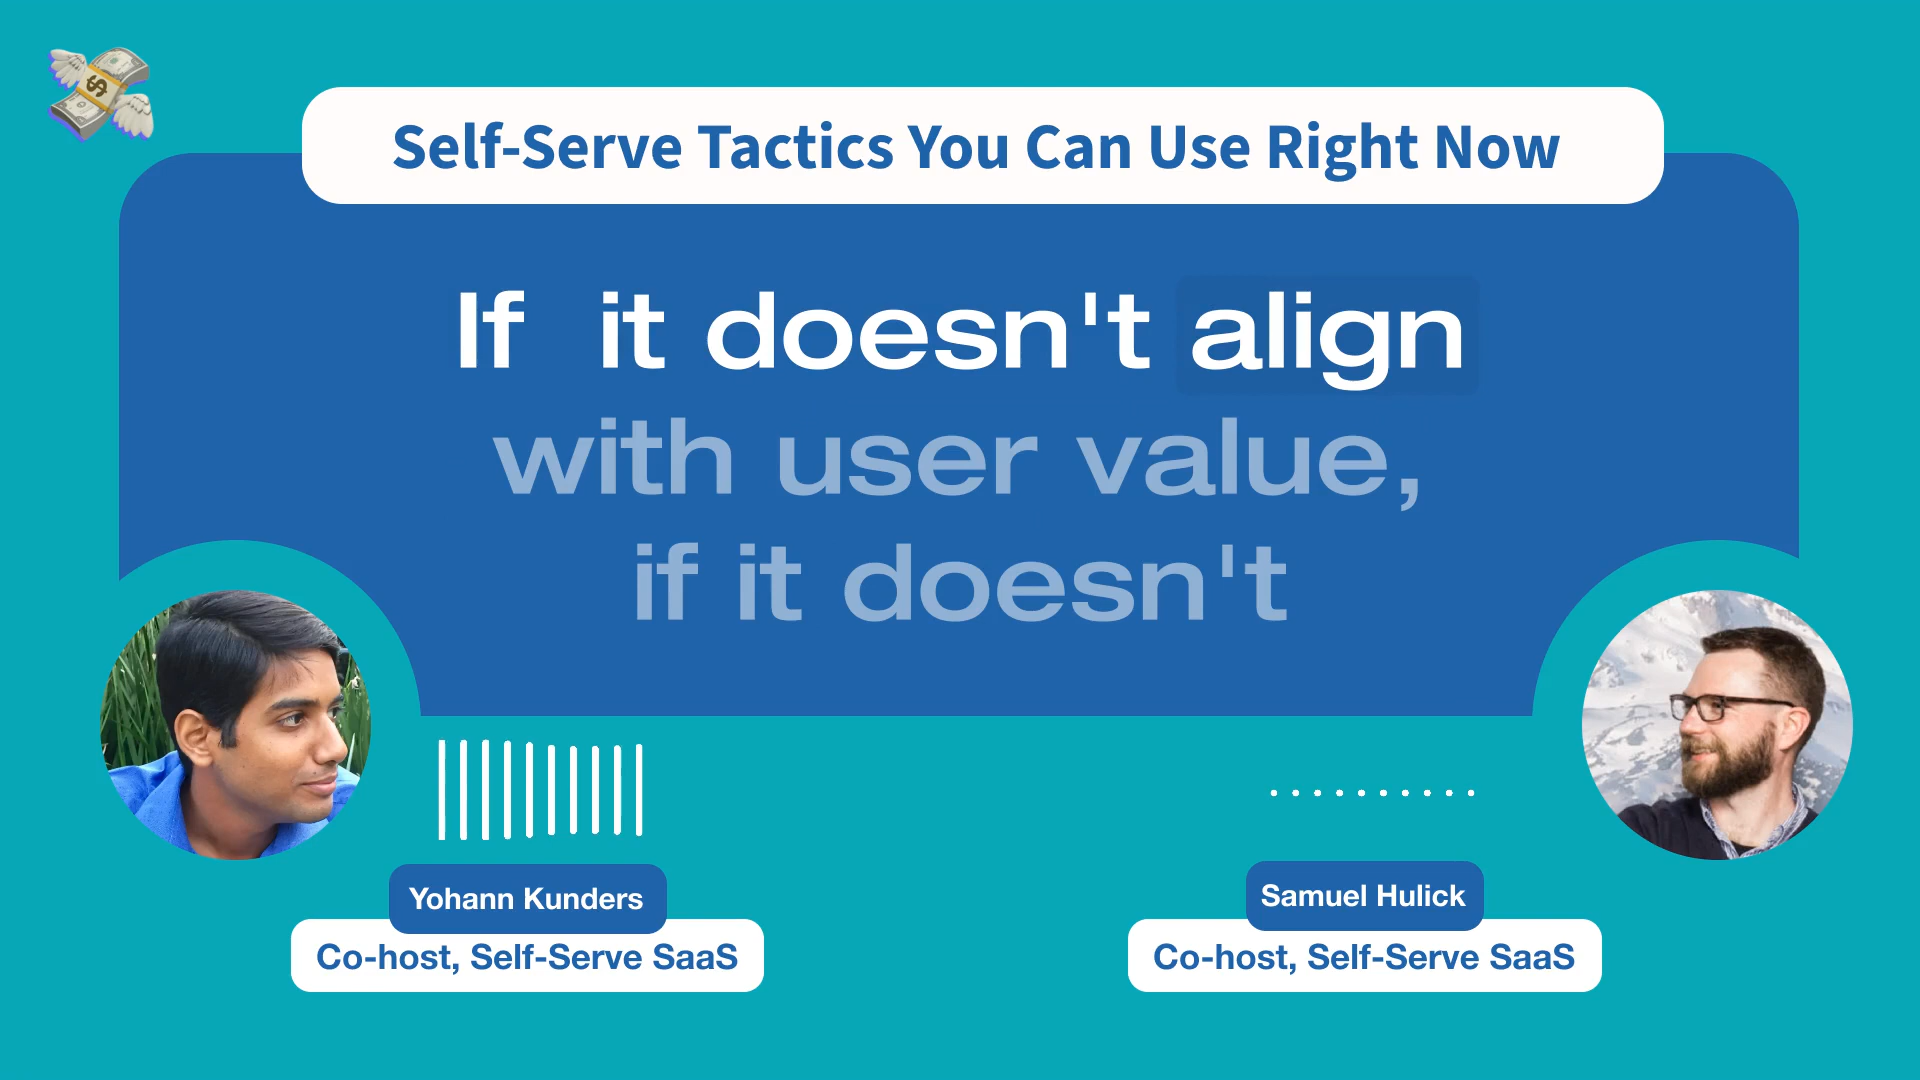 Self-Serve Tactics You Can Use Right Now
If it doesn't align
with user value,
if it doesn't
Yohann Kunders
Co-host, Self-Serve SaaS
Samuel Hulick
Co-host, Self-Serve SaaS